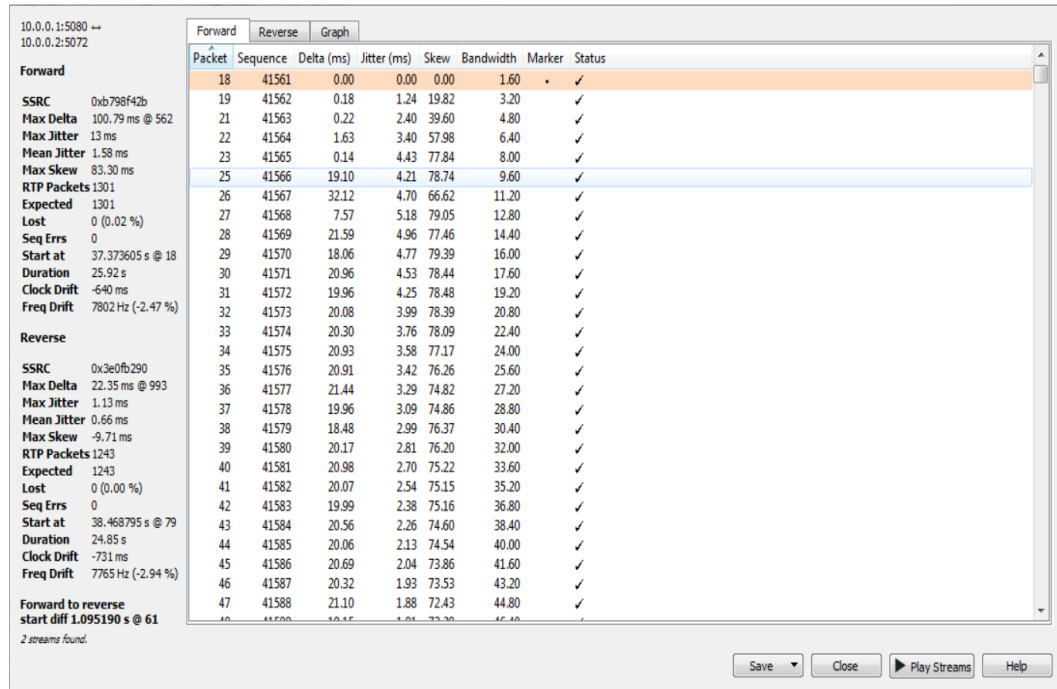 10.0.0.1:5080 ↔
10.0.0.2:5072
Forward
SSRC 0xb798f42b
Max Delta 100.79 ms @ 562
Max Jitter 13 ms
Mean Jitter 1.58 ms
Max Skew 83.30 ms
RTP Packets 1301
Expected 1301
Lost 0 (0.02 %)
Seq Errs 0
Start at 37.373605 s @ 18
Duration 25.92 s
Clock Drift -640 ms
Freq Drift 7802 Hz (-2.47 %)
Reverse
SSRC 0x3e0fb290
Max Delta 22.35 ms @ 993
Max Jitter 1.13 ms
Mean Jitter 0.66 ms
Max Skew -9.71 ms
RTP Packets 1243
Expected 1243
Lost 0 (0.00 %)
Seq Errs 0
Start at 38.468795 s @ 79
Duration 24.85 s
Clock Drift -731 ms
Freq Drift 7765 Hz (-2.94 %)
Forward to reverse
start diff 1.095190 s @ 61
2 streams found.
Forward Reverse Graph
Packet Sequence Delta (ms) Jitter (ms) Skew Bandwidth Marker Status
18 41561 0.00 0.00 0.00 1.60 • ✓
19 41562 0.18 1.24 19.82 3.20 ✓
21 41563 0.22 2.40 39.60 4.80 ✓
22 41564 1.63 3.40 57.98 6.40 ✓
23 41565 0.14 4.43 77.84 8.00 ✓
25 41566 19.10 4.21 78.74 9.60 ✓
26 41567 32.12 4.70 66.62 11.20 ✓
27 41568 7.57 5.18 79.05 12.80 ✓
28 41569 21.59 4.96 77.46 14.40 ✓
29 41570 18.06 4.77 79.39 16.00 ✓
30 41571 20.96 4.53 78.44 17.60 ✓
31 41572 19.96 4.25 78.48 19.20 ✓
32 41573 20.08 3.99 78.39 20.80 ✓
33 41574 20.30 3.76 78.09 22.40 ✓
34 41575 20.93 3.58 77.17 24.00 ✓
35 41576 20.91 3.42 76.26 25.60 ✓
36 41577 21.44 3.29 74.82 27.20 ✓
37 41578 19.96 3.09 74.86 28.80 ✓
38 41579 18.48 2.99 76.37 30.40 ✓
39 41580 20.17 2.81 76.20 32.00 ✓
40 41581 20.98 2.70 75.22 33.60 ✓
41 41582 20.07 2.54 75.15 35.20 ✓
42 41583 19.99 2.38 75.16 36.80 ✓
43 41584 20.56 2.26 74.60 38.40 ✓
44 41585 20.06 2.13 74.54 40.00 ✓
45 41586 20.69 2.04 73.86 41.60 ✓
46 41587 20.32 1.93 73.53 43.20 ✓
47 41588 21.10 1.88 72.43 44.80 ✓
Save Close Play Streams Help